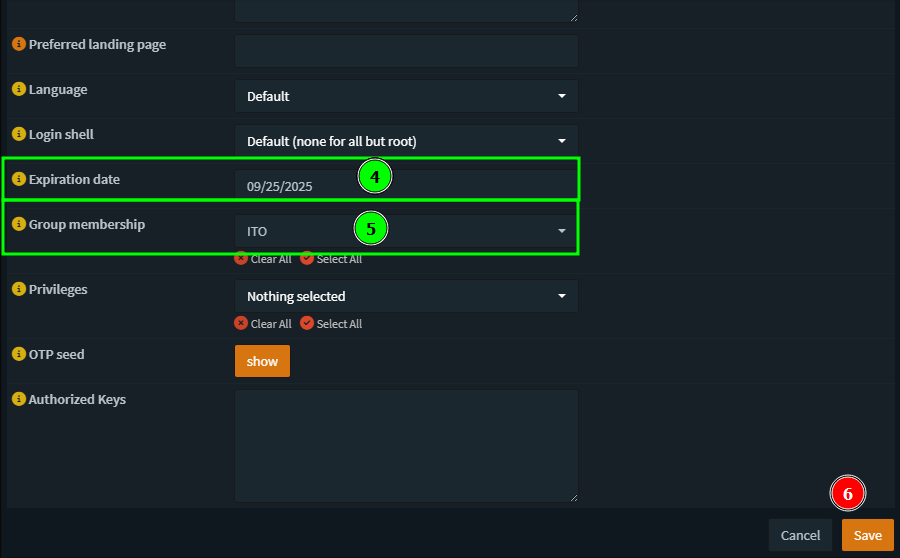 Preferred landing page
Language
Default
Login shell
Default (none for all but root)
Expiration date
09/25/2025
4
Group membership
ITO
5
Clear All Select All
Privileges
Nothing selected
Clear All Select All
OTP seed
show
Authorized Keys
6
Cancel Save